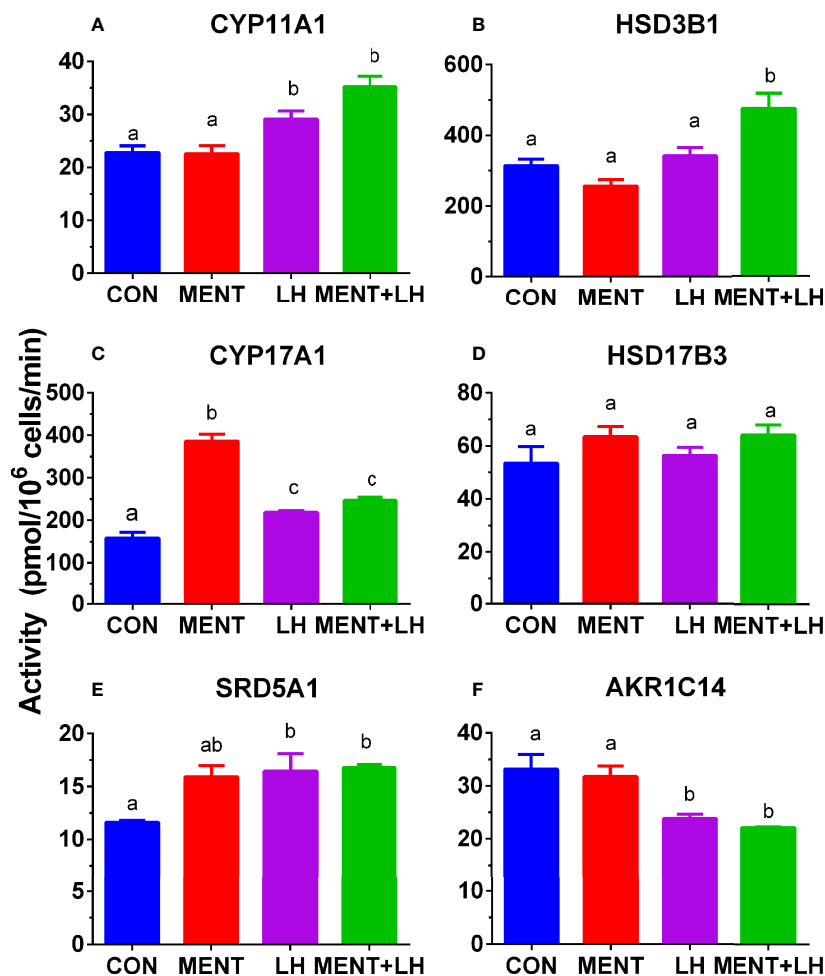 A CYP11A1
40
30
20
10
0
a a b b
CON MENT LH MENT+LH
B HSD3B1
600
400
200
0
a a a b
CON MENT LH MENT+LH
Activity (pmol/10⁶ cells/min)
C CYP17A1
500
400
300
200
100
0
a b c c
CON MENT LH MENT+LH
D HSD17B3
80
60
40
20
0
a a a a
CON MENT LH MENT+LH
E SRD5A1
20
15
10
5
0
a ab b b
CON MENT LH MENT+LH
F AKR1C14
40
30
20
10
0
a a b b
CON MENT LH MENT+LH